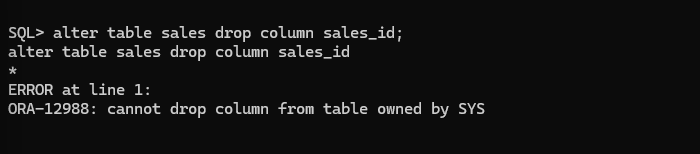 SQL> alter table sales drop column sales_id;
alter table sales drop column sales_id
*
ERROR at line 1:
ORA-12988: cannot drop column from table owned by SYS